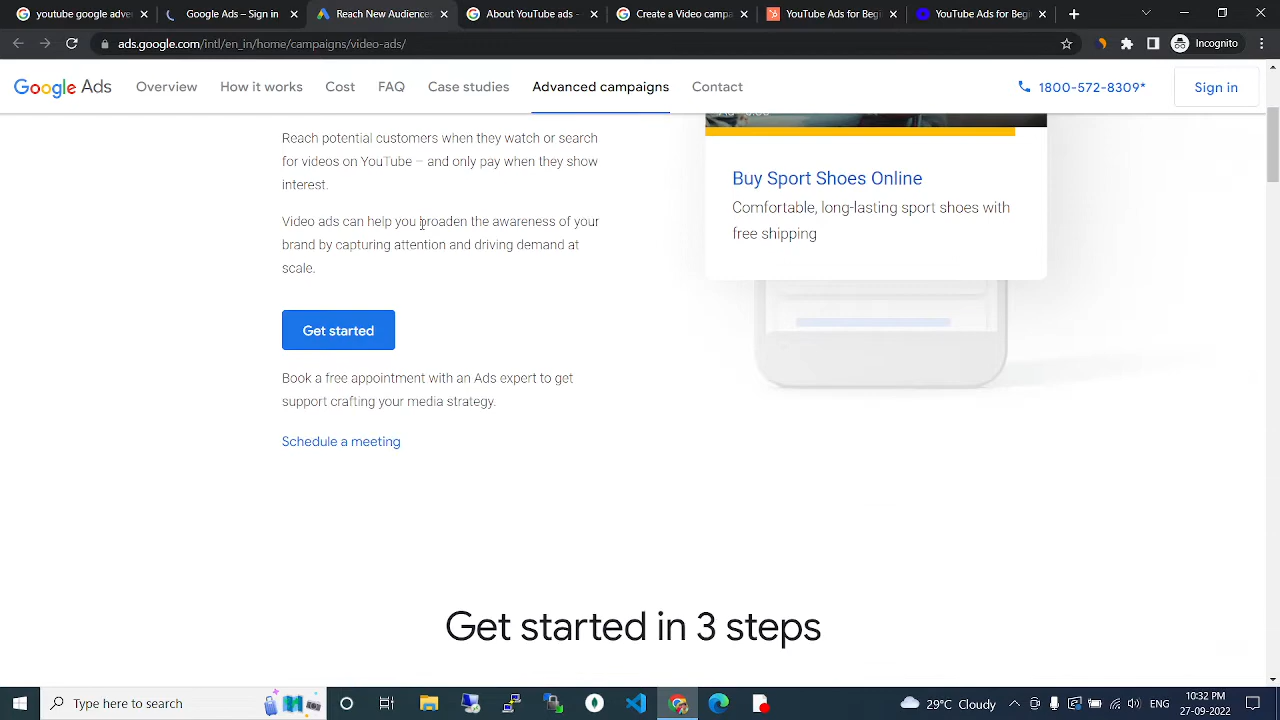 youtube google ads
Google Ads – Sign in
Reach New Audiences
About YouTube ads -
Create a Video campa
YouTube Ads for Beg
YouTube Ads for Begi
ads.google.com/intl/en_in/home/campaigns/video-ads/
Incognito
Google Ads Overview How it works Cost FAQ Case studies Advanced campaigns Contact 1800-572-8309* Sign in
Reach potential customers when they watch or search
for videos on YouTube – and only pay when they show
interest.
Video ads can help you broaden the awareness of your
brand by capturing attention and driving demand at
scale.
Get started
Book a free appointment with an Ads expert to get
support crafting your media strategy.
Schedule a meeting
Buy Sport Shoes Online
Comfortable, long-lasting sport shoes with
free shipping
Get started in 3 steps
Type here to search
29°C Cloudy
ENG
10:32 PM
27-09-2022